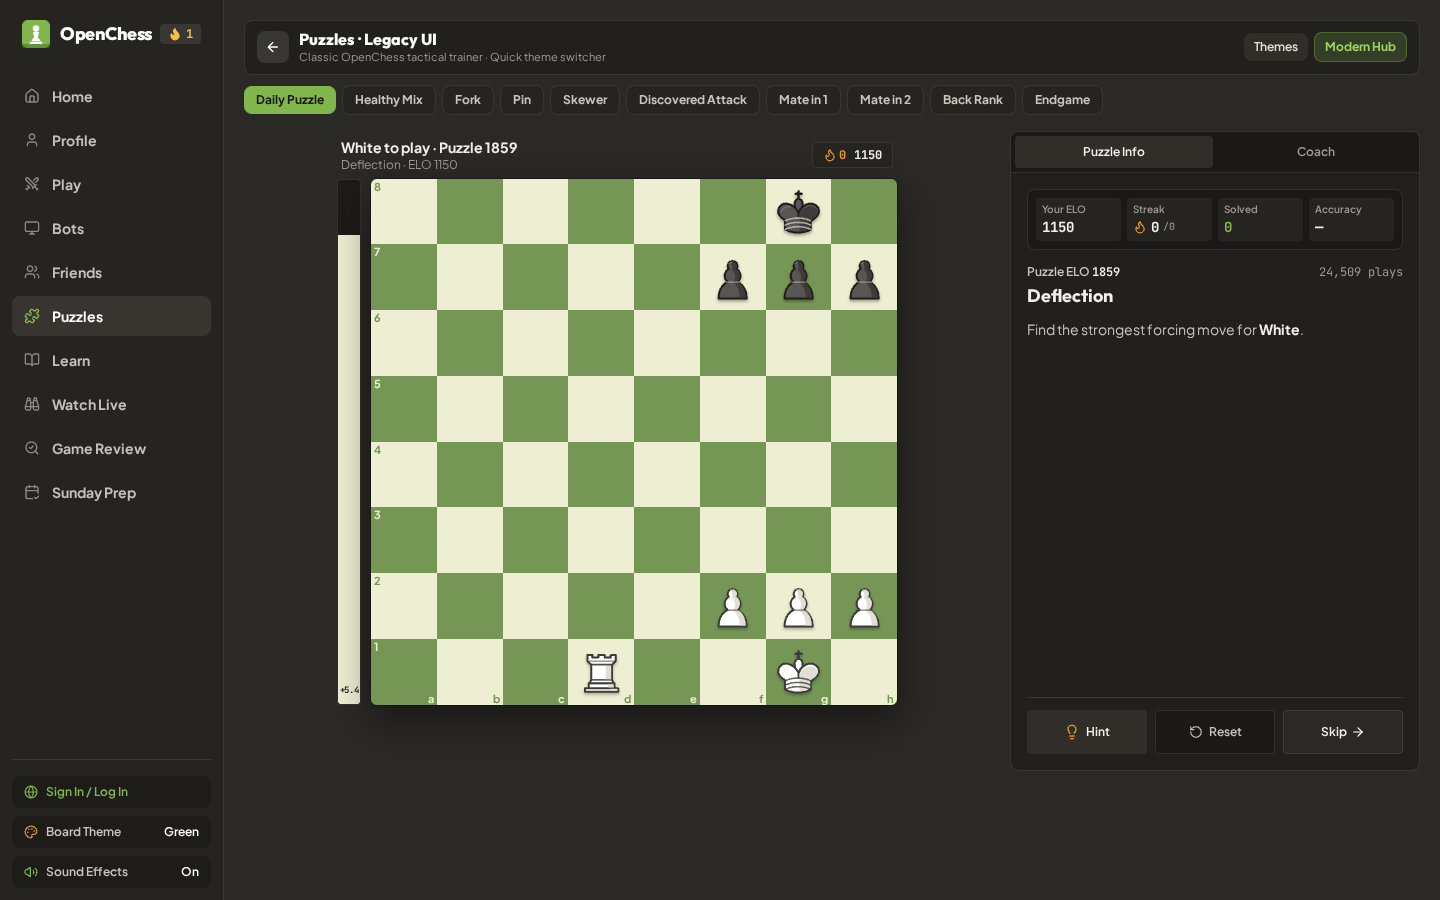 OpenChess 1
Home
Profile
Play
Bots
Friends
Puzzles
Learn
Watch Live
Game Review
Sunday Prep
Sign In / Log In
Board Theme Green
Sound Effects On
Puzzles · Legacy UI
Classic OpenChess tactical trainer · Quick theme switcher
Themes Modern Hub
Daily Puzzle Healthy Mix Fork Pin Skewer Discovered Attack Mate in 1 Mate in 2 Back Rank Endgame
White to play · Puzzle 1859
Deflection · ELO 1150
0 1150
8
7
6
5
4
3
2
1
+5.4
a b c d e f g h
Puzzle Info Coach
Your ELO Streak Solved Accuracy
1150 0 /0 0 —
Puzzle ELO 1859 24,509 plays
Deflection
Find the strongest forcing move for White.
Hint Reset Skip →